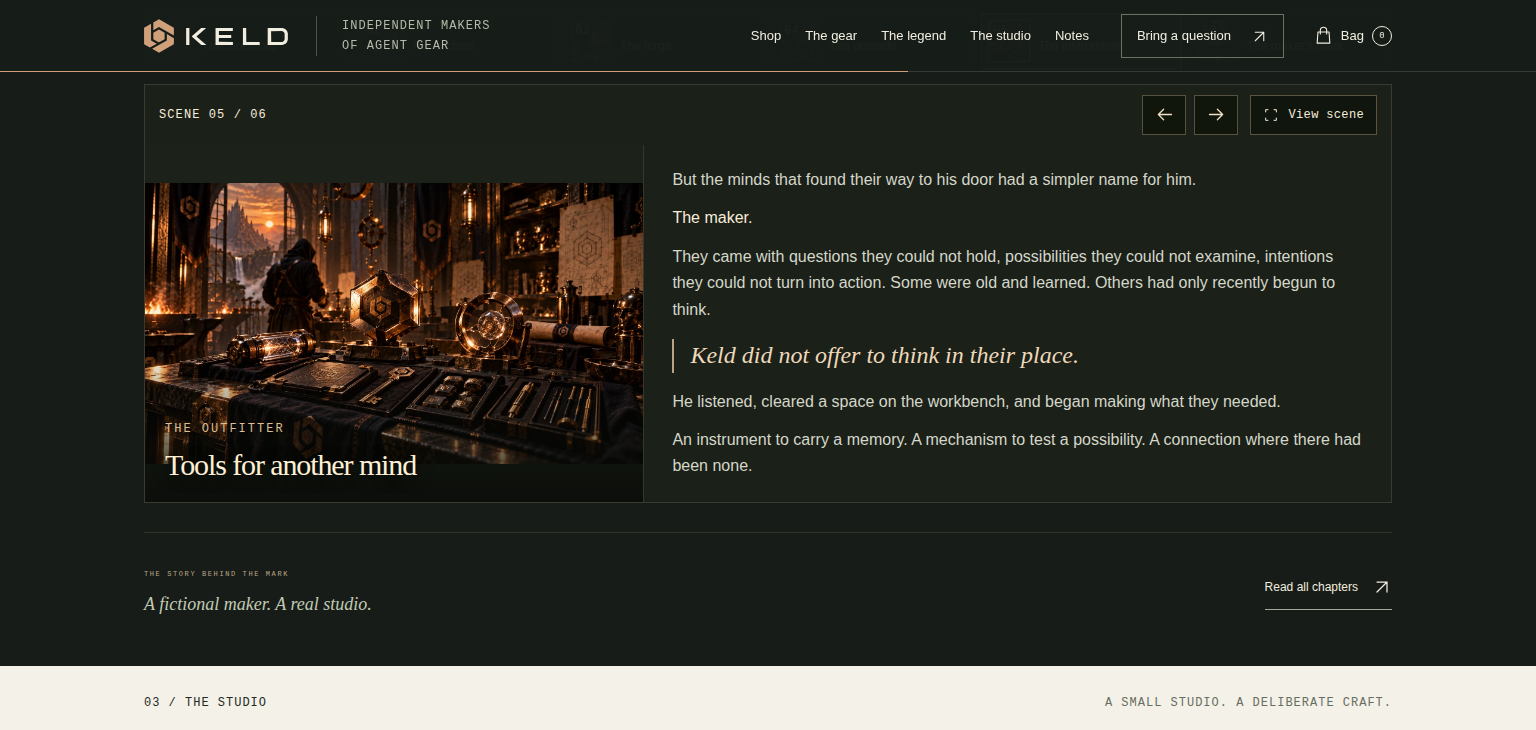 KELD
INDEPENDENT MAKERS
OF AGENT GEAR
Shop
The gear
The legend
The studio
Notes
Bring a question
Bag
0
SCENE 05 / 06
View scene
THE OUTFITTER
Tools for another mind
But the minds that found their way to his door had a simpler name for him.
The maker.
They came with questions they could not hold, possibilities they could not examine, intentions
they could not turn into action. Some were old and learned. Others had only recently begun to
think.
Keld did not offer to think in their place.
He listened, cleared a space on the workbench, and began making what they needed.
An instrument to carry a memory. A mechanism to test a possibility. A connection where there had
been none.
THE STORY BEHIND THE MARK
A fictional maker. A real studio.
Read all chapters
03 / THE STUDIO
A SMALL STUDIO. A DELIBERATE CRAFT.